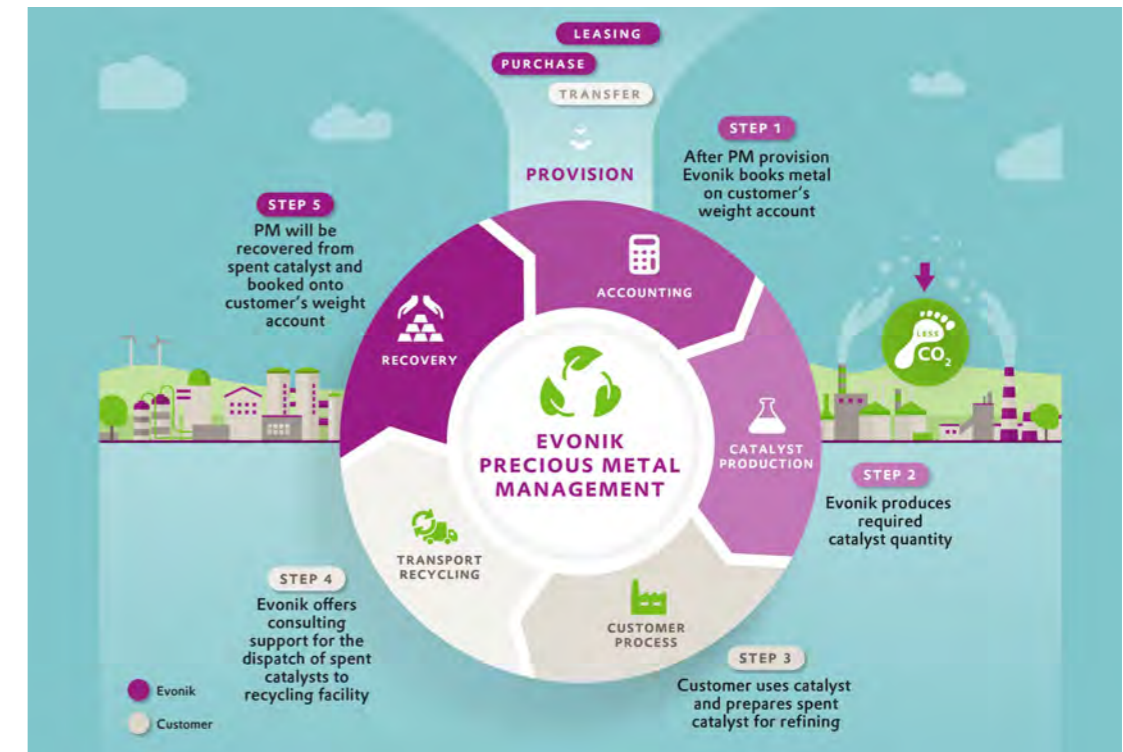 LEASING
PURCHASE
TRANSFER
PROVISION
STEP 1
After PM provision
Evonik books metal
on customer's
weight account
STEP 5
PM will be
recovered from
spent catalyst and
booked onto
customer's weight
account
ACCOUNTING
RECOVERY
LESS
CO₂
EVONIK
PRECIOUS METAL
MANAGEMENT
CATALYST
PRODUCTION
STEP 2
Evonik produces
required
catalyst quantity
TRANSPORT
RECYCLING
STEP 4
Evonik offers
consulting
support for the
dispatch of spent
catalysts to
recycling facility
CUSTOMER
PROCESS
STEP 3
Customer uses catalyst
and prepares spent
catalyst for refining
Evonik
Customer